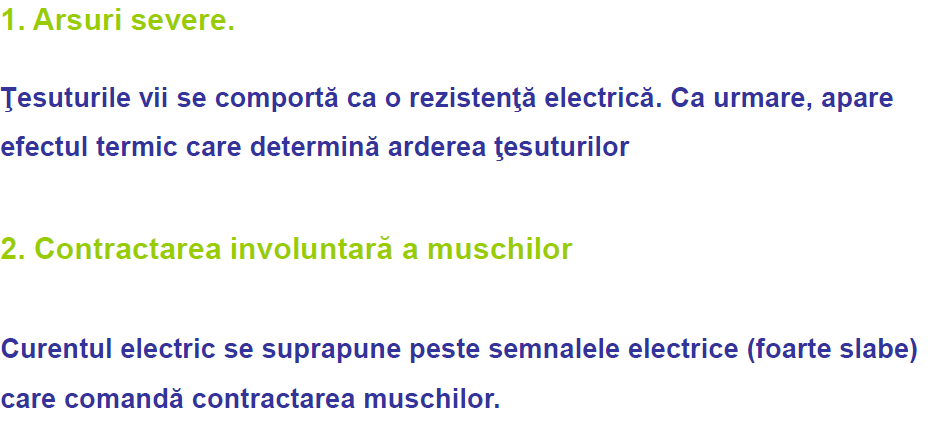 1. Arsuri severe.
Ţesuturile vii se comportă ca o rezistenţă electrică. Ca urmare, apare
efectul termic care determină arderea ţesuturilor
2. Contractarea involuntară a muschilor
Curentul electric se suprapune peste semnalele electrice (foarte slabe)
care comandă contractarea muschilor.